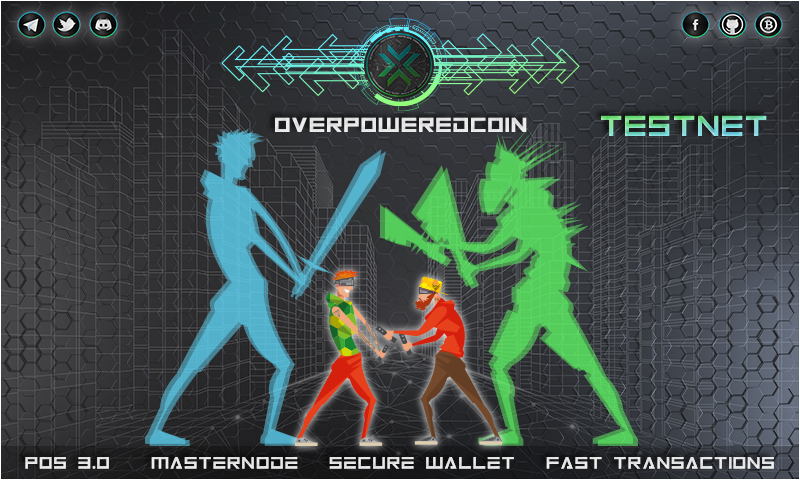 OVERPOWEREDCOIN
TESTNET
POS 3.0 MASTERNODE SECURE WALLET FAST TRANSACTIONS